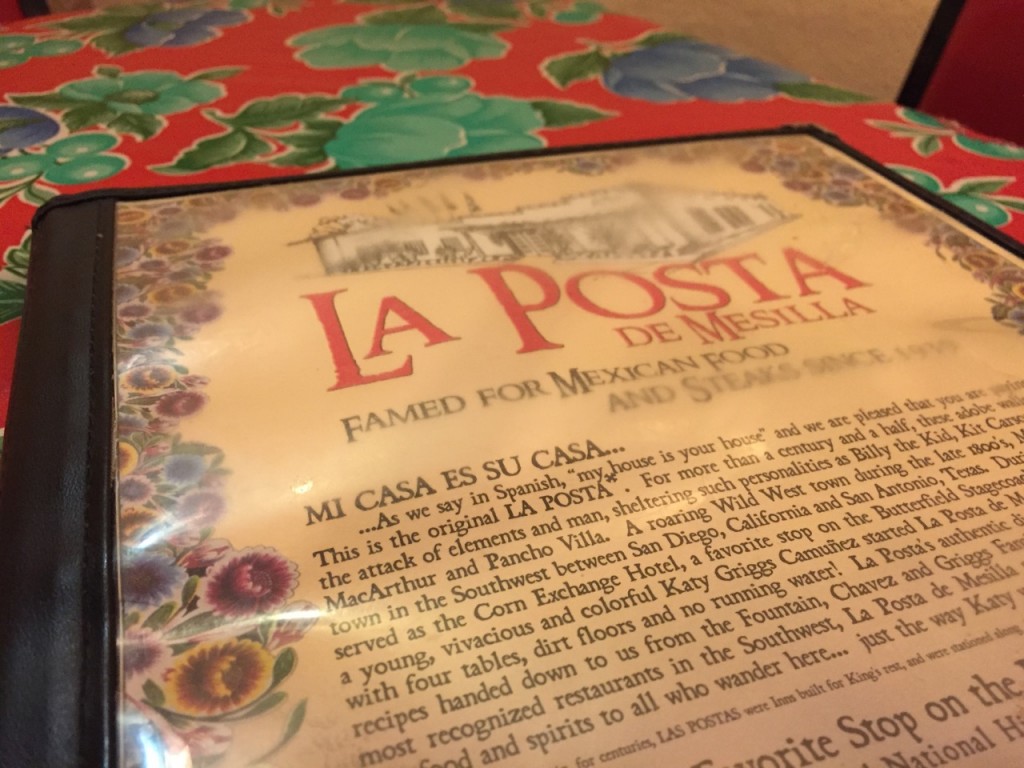 LA POSTA
DE MESILLA
FAMED FOR MEXICAN FOOD
AND STEAKS SINCE 1939
MI CASA ES SU CASA...
...As we say in Spanish, "my house is your house" and we are pleased that you are
This is the original LA POSTA*. For more than a century and a half, these adobe
the attack of elements and man, sheltering such personalities as Billy the Kid, Kit
MacArthur and Pancho Villa. A roaring Wild West town during the late 1800's,
town in the Southwest between San Diego, California and San Antonio, Texas.
served as the Corn Exchange Hotel, a favorite stop on the Butterfield
a young, vivacious and colorful Katy Griggs Camuñez started La Posta de
with four tables, dirt floors and no running water! La Posta's authentic
recipes handed down to us from the Fountain, Chavez and Griggs
most recognized restaurants in the Southwest, La Posta de Mesilla
food and spirits to all who wander here... just the way Katy
for centuries, LAS POSTAS were Inns built for King's rest, and were stationed along
Favorite Stop on the
National